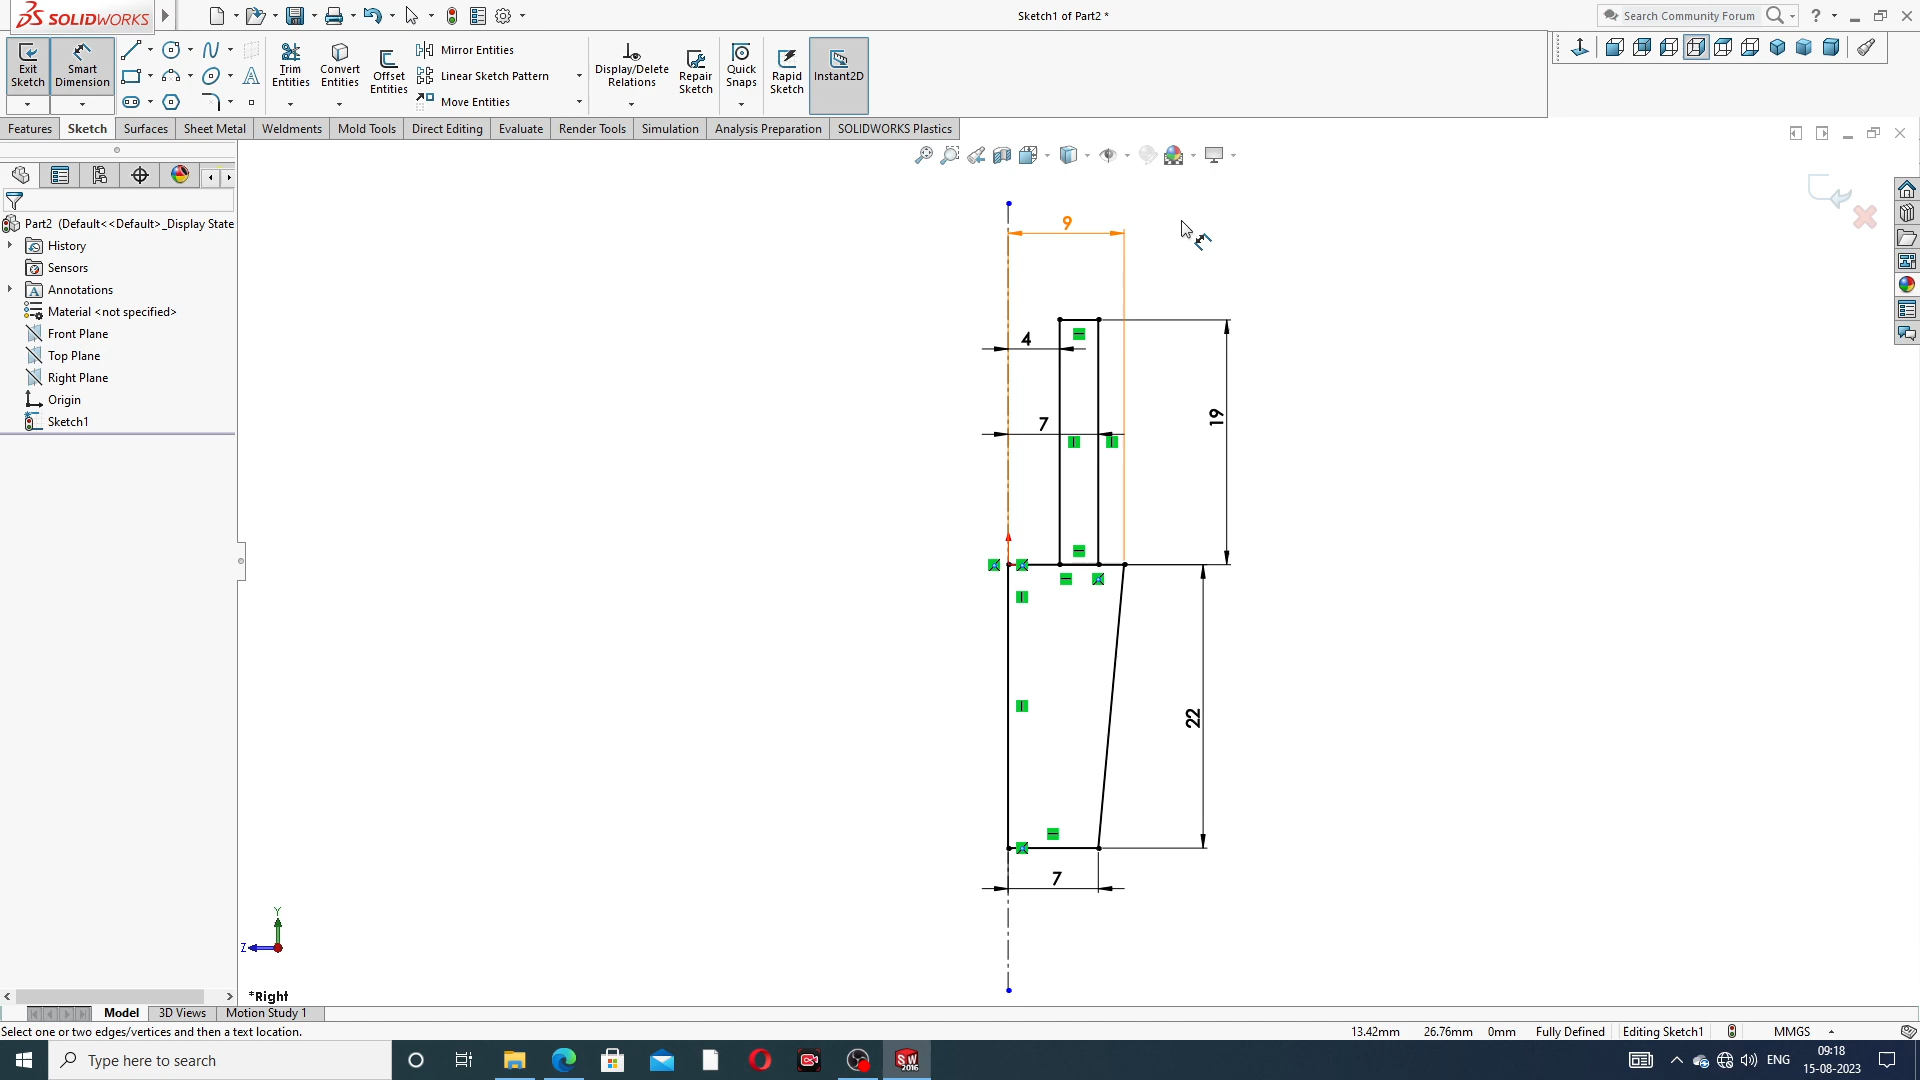 SOLIDWORKS
Sketch1 of Part2 *
Search Community Forum
Exit Sketch
Smart Dimension
Trim Entities
Convert Entities
Offset Entities
Mirror Entities
Linear Sketch Pattern
Move Entities
Display/Delete Relations
Repair Sketch
Quick Snaps
Rapid Sketch
Instant2D
Features
Sketch
Surfaces
Sheet Metal
Weldments
Mold Tools
Direct Editing
Evaluate
Render Tools
Simulation
Analysis Preparation
SOLIDWORKS Plastics
Part2 (Default<<Default>_Display State
History
Sensors
Annotations
Material <not specified>
Front Plane
Top Plane
Right Plane
Origin
Sketch1
9
4
7
19
22
7
Y
Z
*Right
Model
3D Views
Motion Study 1
Select one or two edges/vertices and then a text location.
13.42mm
26.76mm
0mm
Fully Defined
Editing Sketch1
MMGS
Type here to search
SW
2016
ENG
09:18
15-08-2023